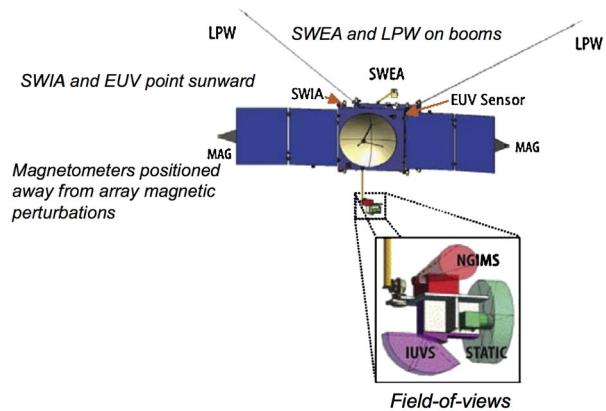 LPW
SWEA and LPW on booms
LPW
SWEA
SWIA and EUV point sunward
SWIA
EUV Sensor
MAG
MAG
Magnetometers positioned
away from array magnetic
perturbations
NGIMS
IUVS
STATIC
Field-of-views